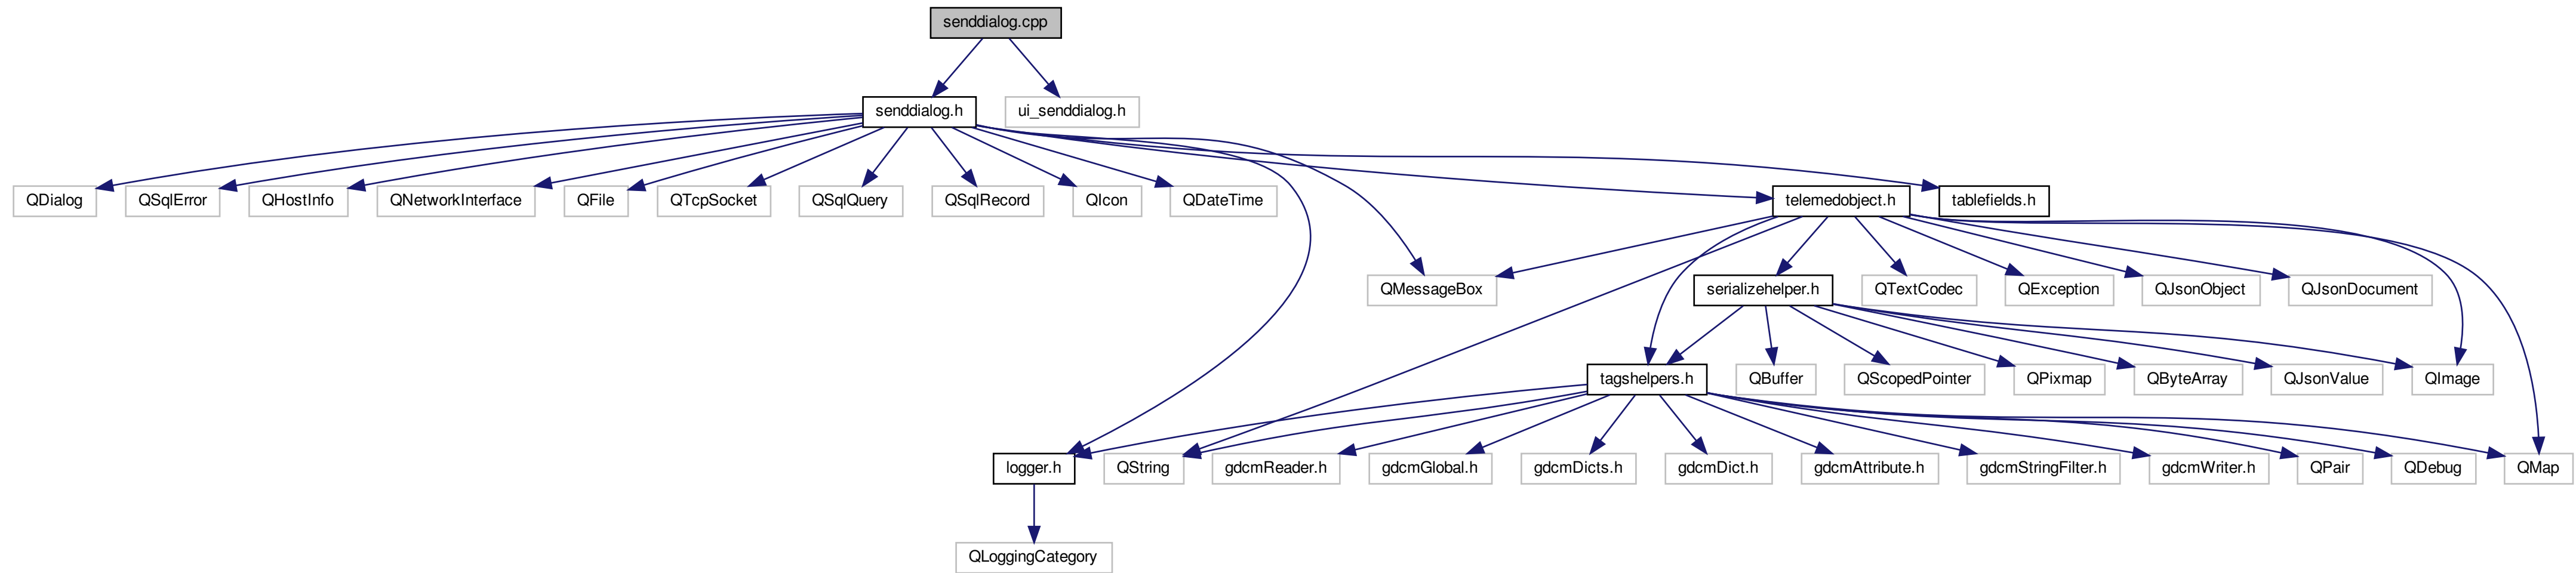 senddialog.cpp
senddialog.h
ui_senddialog.h
QDialog
QSqlError
QHostInfo
QNetworkInterface
QFile
QTcpSocket
QSqlQuery
QSqlRecord
QIcon
QDateTime
telemedobject.h
tablefields.h
QMessageBox
serializehelper.h
QTextCodec
QException
QJsonObject
QJsonDocument
tagshelpers.h
QBuffer
QScopedPointer
QPixmap
QByteArray
QJsonValue
QImage
logger.h
QString
gdcmReader.h
gdcmGlobal.h
gdcmDicts.h
gdcmDict.h
gdcmAttribute.h
gdcmStringFilter.h
gdcmWriter.h
QPair
QDebug
QMap
QLoggingCategory